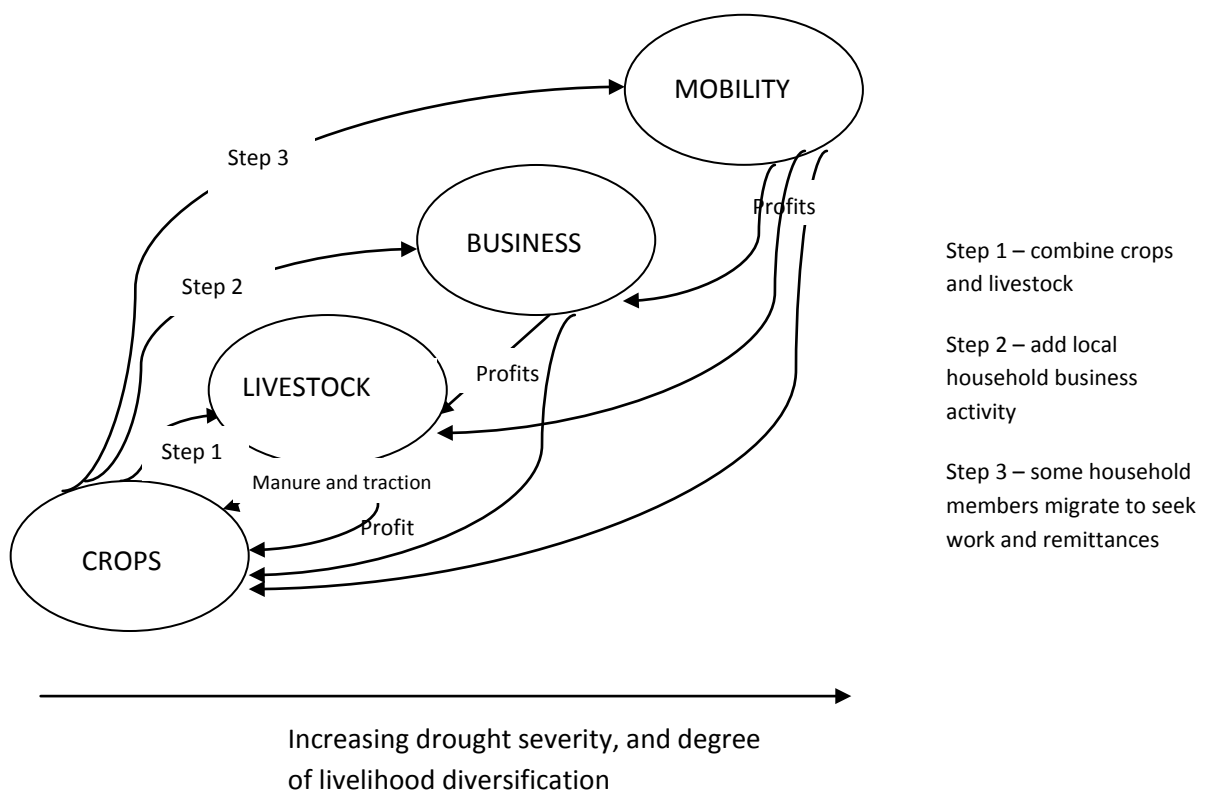 MOBILITY
Step 3
Profits
BUSINESS
Step 2
Profits
LIVESTOCK
Step 1
Manure and traction
Profit
CROPS
Step 1 – combine crops
and livestock
Step 2 – add local
household business
activity
Step 3 – some household
members migrate to seek
work and remittances
Increasing drought severity, and degree
of livelihood diversification